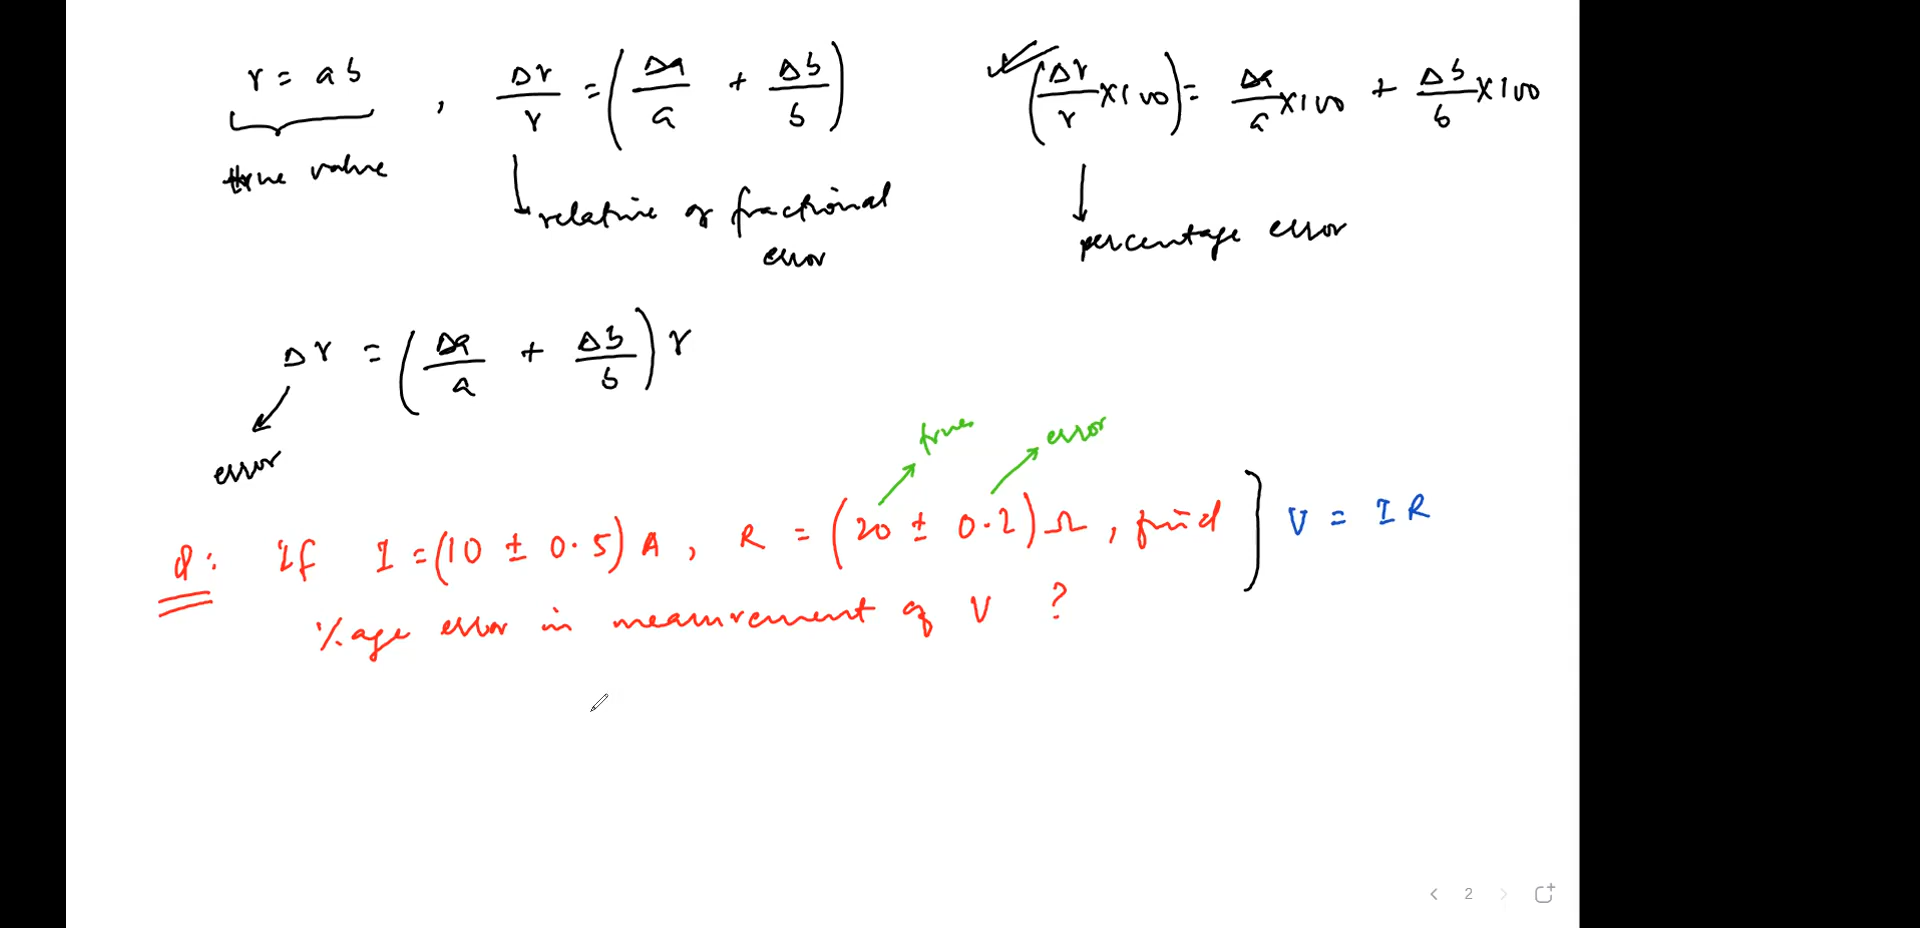 r = ab , Δr/r = (Δa/a + Δb/b) (Δr/r ×100) = Δa/a ×100 + Δb/b ×100
true value
relative or fractional error
percentage error
Δr = (Δa/a + Δb/b) r
error
true error
Q: If I = (10 ± 0.5) A , R = (20 ± 0.2) Ω , find ] V = IR
%age error in measurement of V ?
2